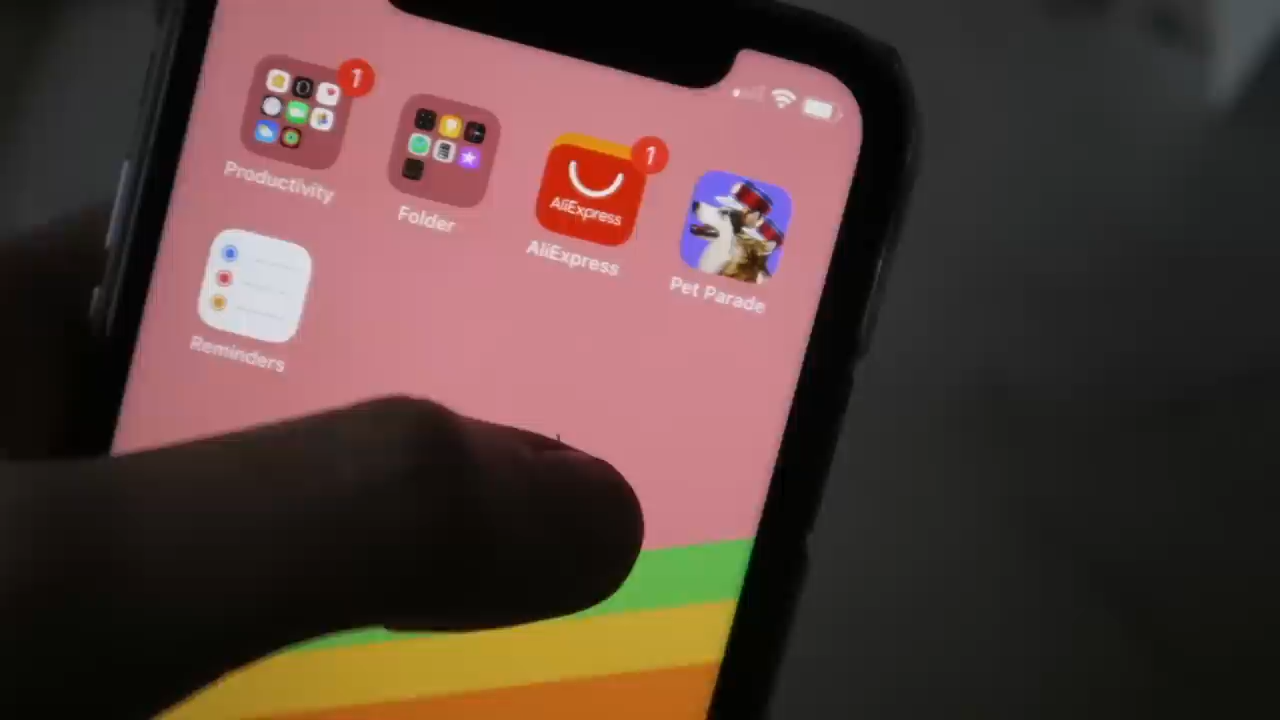 1
1
AliExpress
Productivity
Folder
AliExpress
Pet Parade
Reminders